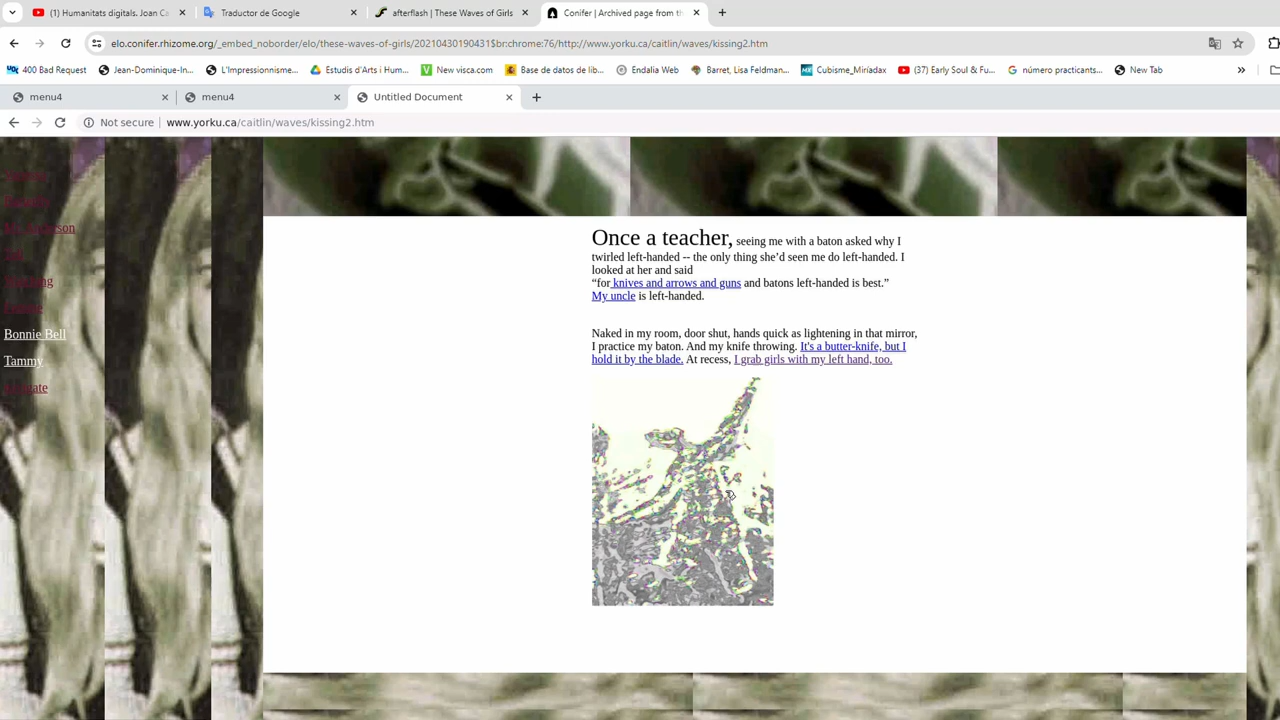 (1) Humanitats digitals. Joan Ca
Traductor de Google
afterflash | These Waves of Girls
Conifer | Archived page from th
elo.conifer.rhizome.org/_embed_noborder/elo/these-waves-of-girls/20210430190431$br:chrome:76/http://www.yorku.ca/caitlin/waves/kissing2.htm
400 Bad Request
Jean-Dominique-In...
L'Impressionnisme...
Estudis d'Arts i Hum...
New visca.com
Base de datos de lib...
Endalia Web
Barret, Lisa Feldman...
Cubisme_Miríadax
(37) Early Soul & Fu...
número practicants...
New Tab
menu4
menu4
Untitled Document
Not secure
www.yorku.ca/caitlin/waves/kissing2.htm
Bonnie Bell
Tammy
Once a teacher, seeing me with a baton asked why I
twirled left-handed -- the only thing she'd seen me do left-handed. I
looked at her and said
“for knives and arrows and guns and batons left-handed is best.”
My uncle is left-handed.
Naked in my room, door shut, hands quick as lightening in that mirror,
I practice my baton. And my knife throwing. It's a butter-knife, but I
hold it by the blade. At recess, I grab girls with my left hand, too.